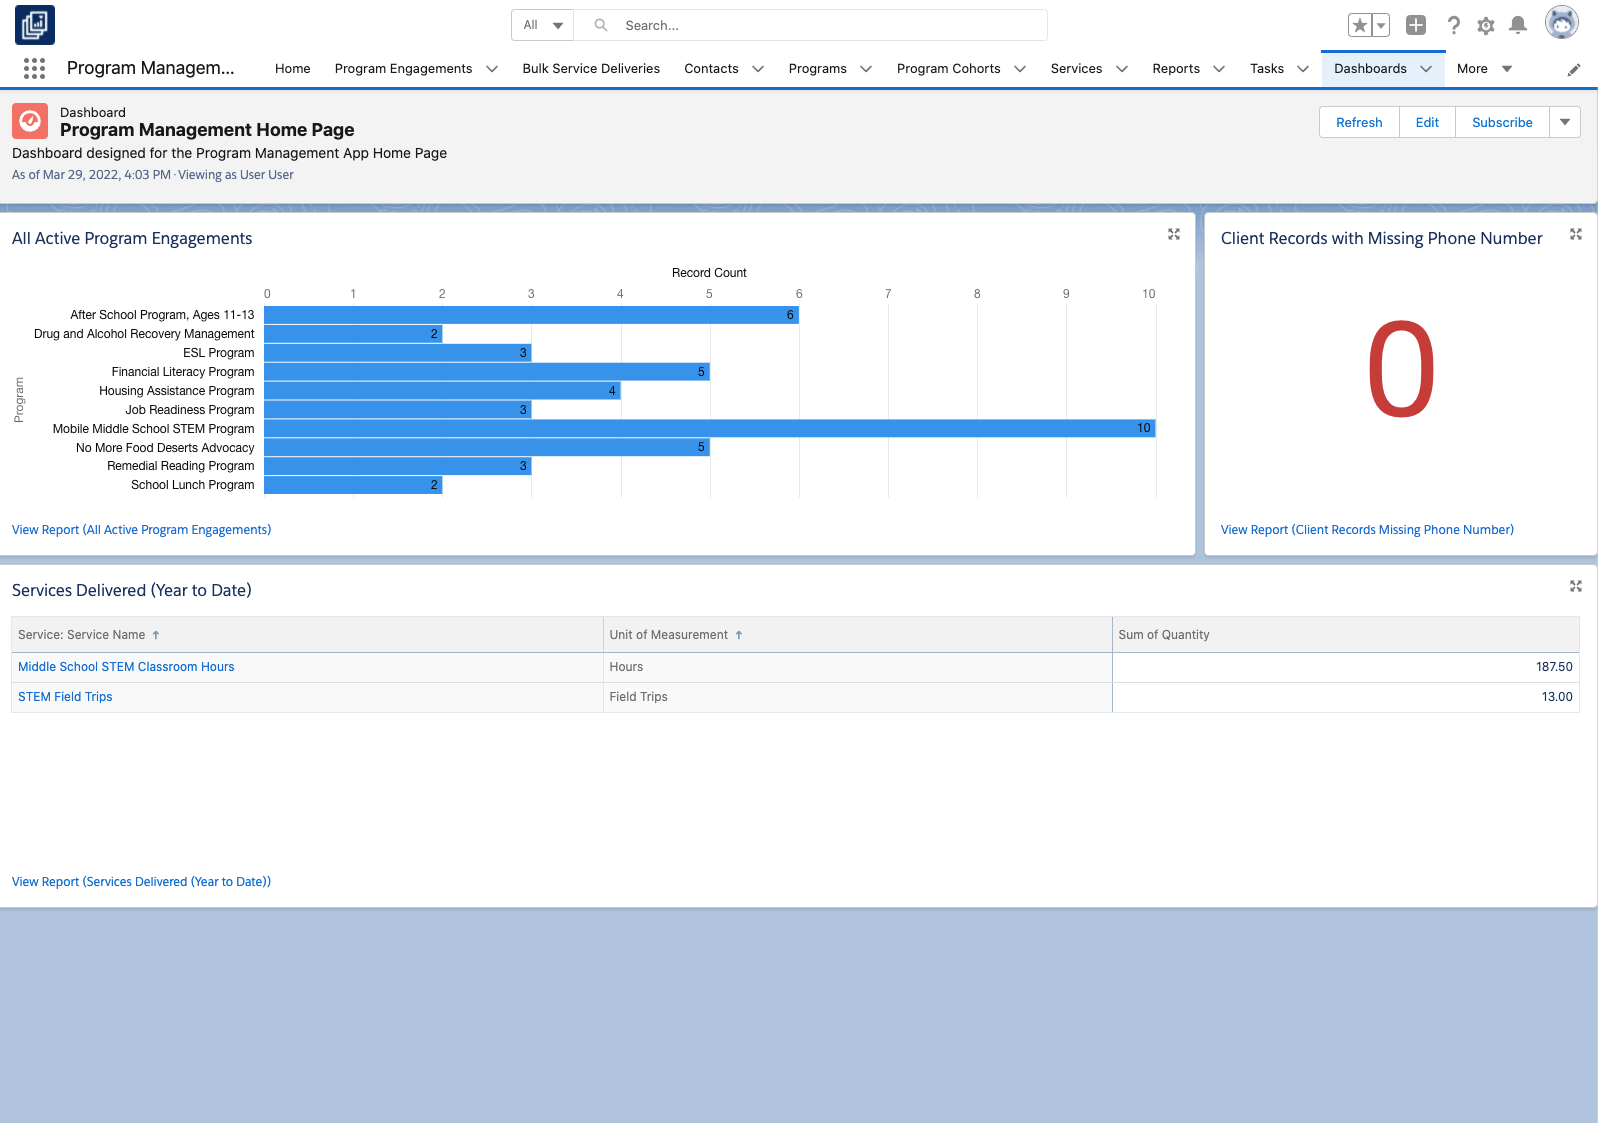 All
Search...
Program Managem...
Home
Program Engagements
Bulk Service Deliveries
Contacts
Programs
Program Cohorts
Services
Reports
Tasks
Dashboards
More
Dashboard
Program Management Home Page
Dashboard designed for the Program Management App Home Page
As of Mar 29, 2022, 4:03 PM·Viewing as User User
Refresh
Edit
Subscribe
All Active Program Engagements
Record Count
0 1 2 3 4 5 6 7 8 9 10
Program
After School Program, Ages 11-13 6
Drug and Alcohol Recovery Management 2
ESL Program 3
Financial Literacy Program 5
Housing Assistance Program 4
Job Readiness Program 3
Mobile Middle School STEM Program 10
No More Food Deserts Advocacy 5
Remedial Reading Program 3
School Lunch Program 2
View Report (All Active Program Engagements)
Client Records with Missing Phone Number
0
View Report (Client Records Missing Phone Number)
Services Delivered (Year to Date)
Service: Service Name ↑ Unit of Measurement ↑ Sum of Quantity
Middle School STEM Classroom Hours Hours 187.50
STEM Field Trips Field Trips 13.00
View Report (Services Delivered (Year to Date))